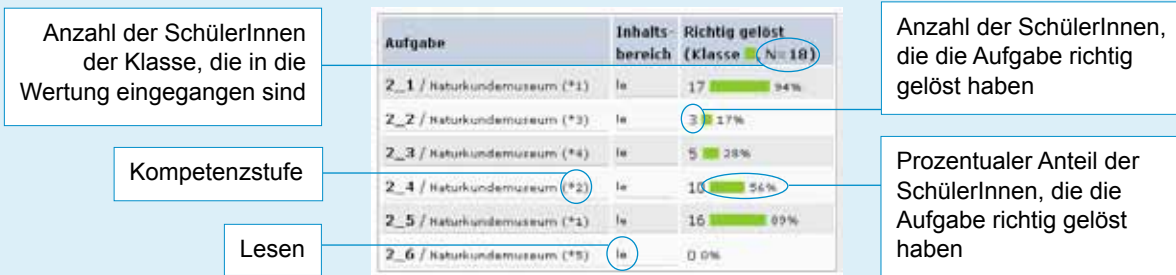 Anzahl der SchülerInnen
der Klasse, die in die
Wertung eingegangen sind
Kompetenzstufe
Lesen
Aufgabe
Inhalts-
bereich
Richtig gelöst
(Klasse , N=18)
2_1 / Naturkundemuseum (*1) le 17 94%
2_2 / Naturkundemuseum (*3) le 3 17%
2_3 / Naturkundemuseum (*4) le 5 28%
2_4 / Naturkundemuseum (*2) le 10 56%
2_5 / Naturkundemuseum (*1) le 16 89%
2_6 / Naturkundemuseum (*5) le 0 0%
Anzahl der SchülerInnen,
die die Aufgabe richtig
gelöst haben
Prozentualer Anteil der
SchülerInnen, die die
Aufgabe richtig gelöst
haben